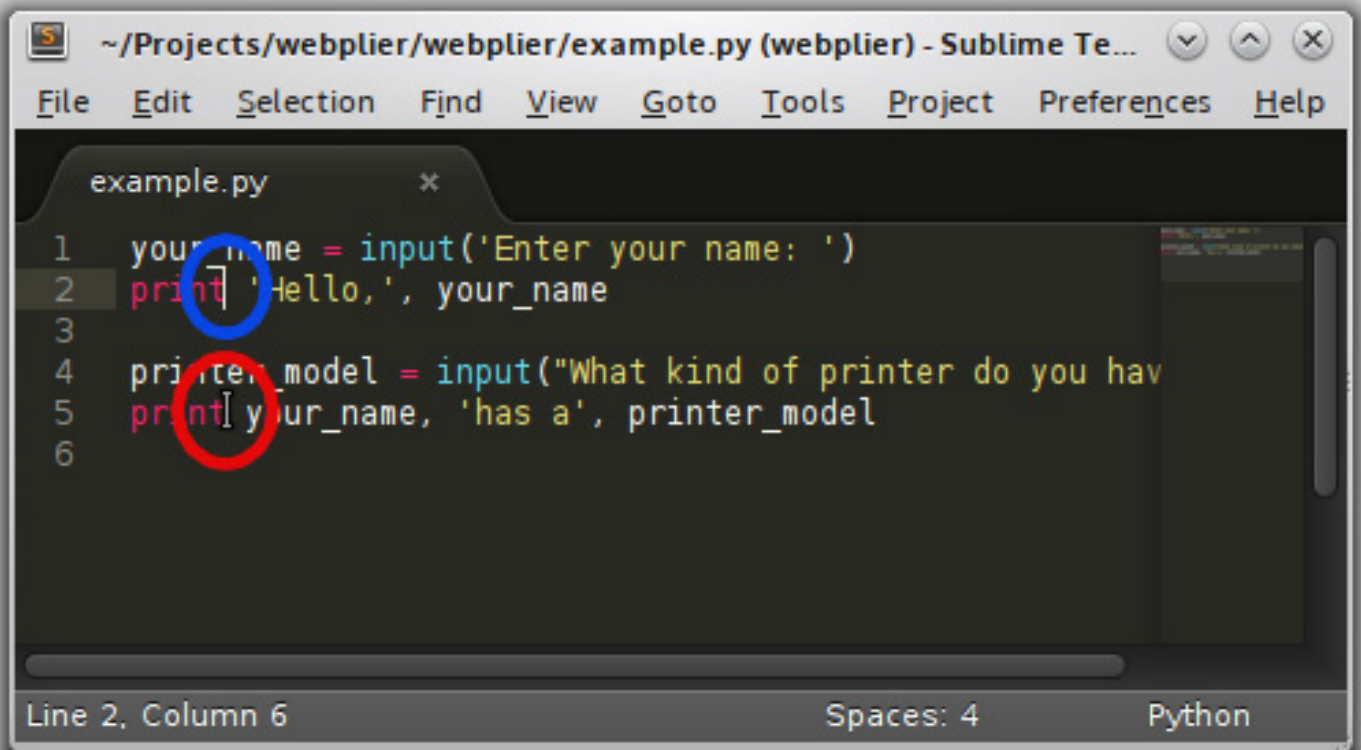 ~/Projects/webplier/webplier/example.py (webplier) - Sublime Te...
File Edit Selection Find View Goto Tools Project Preferences Help
example.py
1 your_name = input('Enter your name: ')
2 print 'Hello,', your_name
3
4 printer_model = input("What kind of printer do you hav
5 print your_name, 'has a', printer_model
6
Line 2, Column 6 Spaces: 4 Python